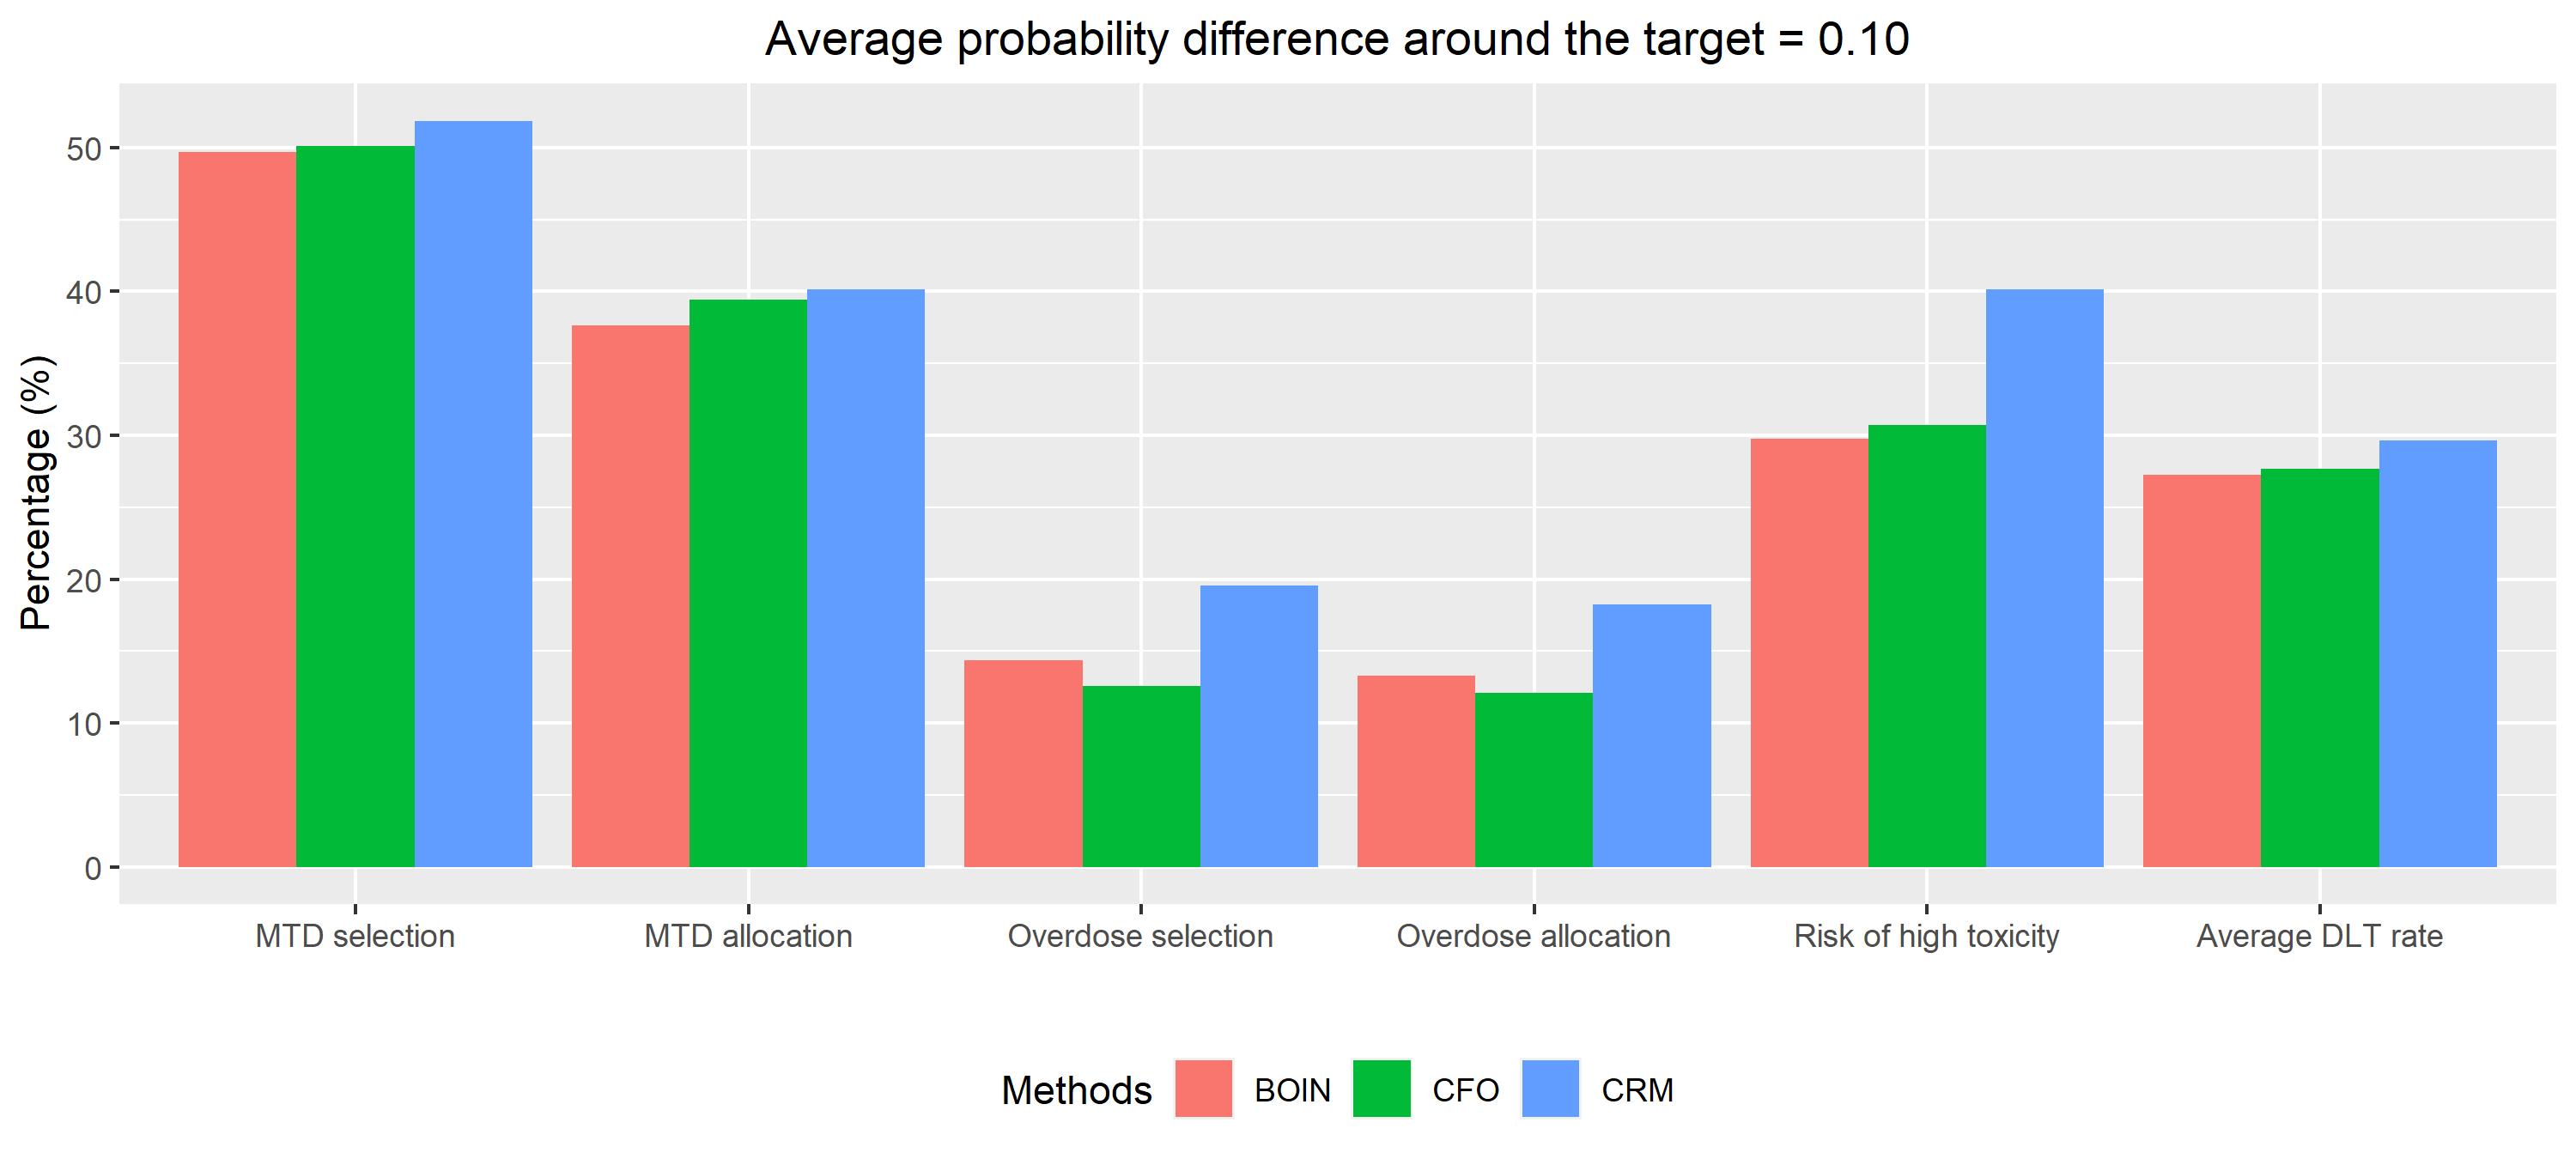 Average probability difference around the target = 0.10
Percentage (%)
50
40
30
20
10
0
MTD selection MTD allocation Overdose selection Overdose allocation Risk of high toxicity Average DLT rate
Methods BOIN CFO CRM